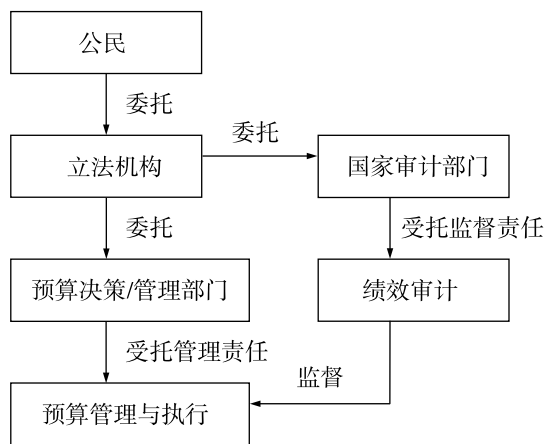 公民
委托
立法机构
委托
国家审计部门
委托
受托监督责任
预算决策/管理部门
绩效审计
受托管理责任
监督
预算管理与执行